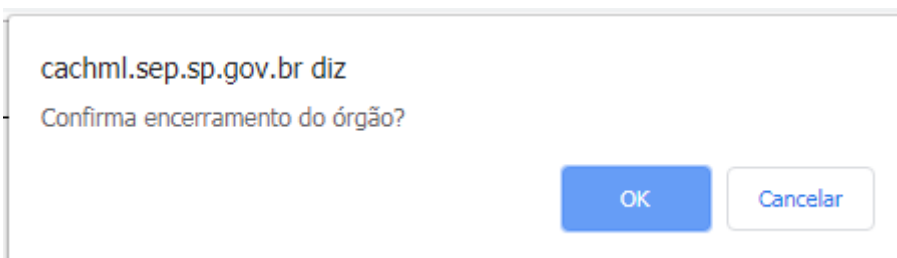 cachml.sep.sp.gov.br diz
Confirma encerramento do órgão?
OK Cancelar